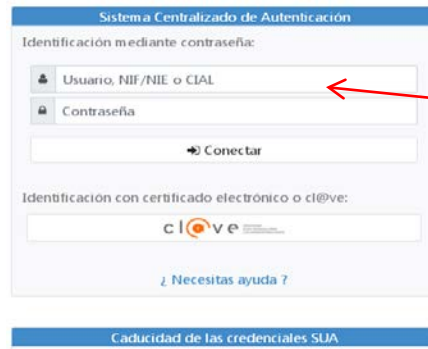 Sistema Centralizado de Autenticación
Identificación mediante contraseña:
Usuario, NIF/NIE o CIAL
Contraseña
Conectar
Identificación con certificado electrónico o cl@ve:
cl@ve
¿ Necesitas ayuda ?
Caducidad de las credenciales SUA